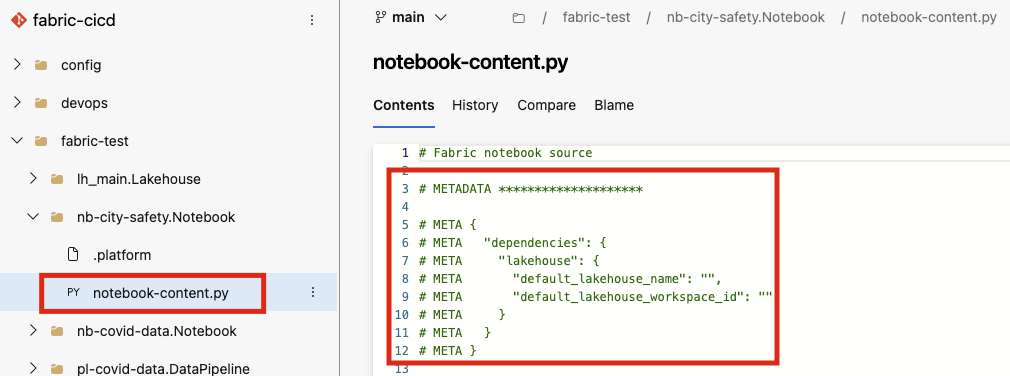 fabric-cicd
config
devops
fabric-test
lh_main.Lakehouse
nb-city-safety.Notebook
.platform
PY notebook-content.py
nb-covid-data.Notebook
pl-covid-data.DataPipeline
main / fabric-test / nb-city-safety.Notebook / notebook-content.py
notebook-content.py
Contents History Compare Blame
1 # Fabric notebook source
2
3 # METADATA ********************
4
5 # META {
6 # META   "dependencies": {
7 # META     "lakehouse": {
8 # META       "default_lakehouse_name": "",
9 # META       "default_lakehouse_workspace_id": ""
10 # META     }
11 # META   }
12 # META }
13